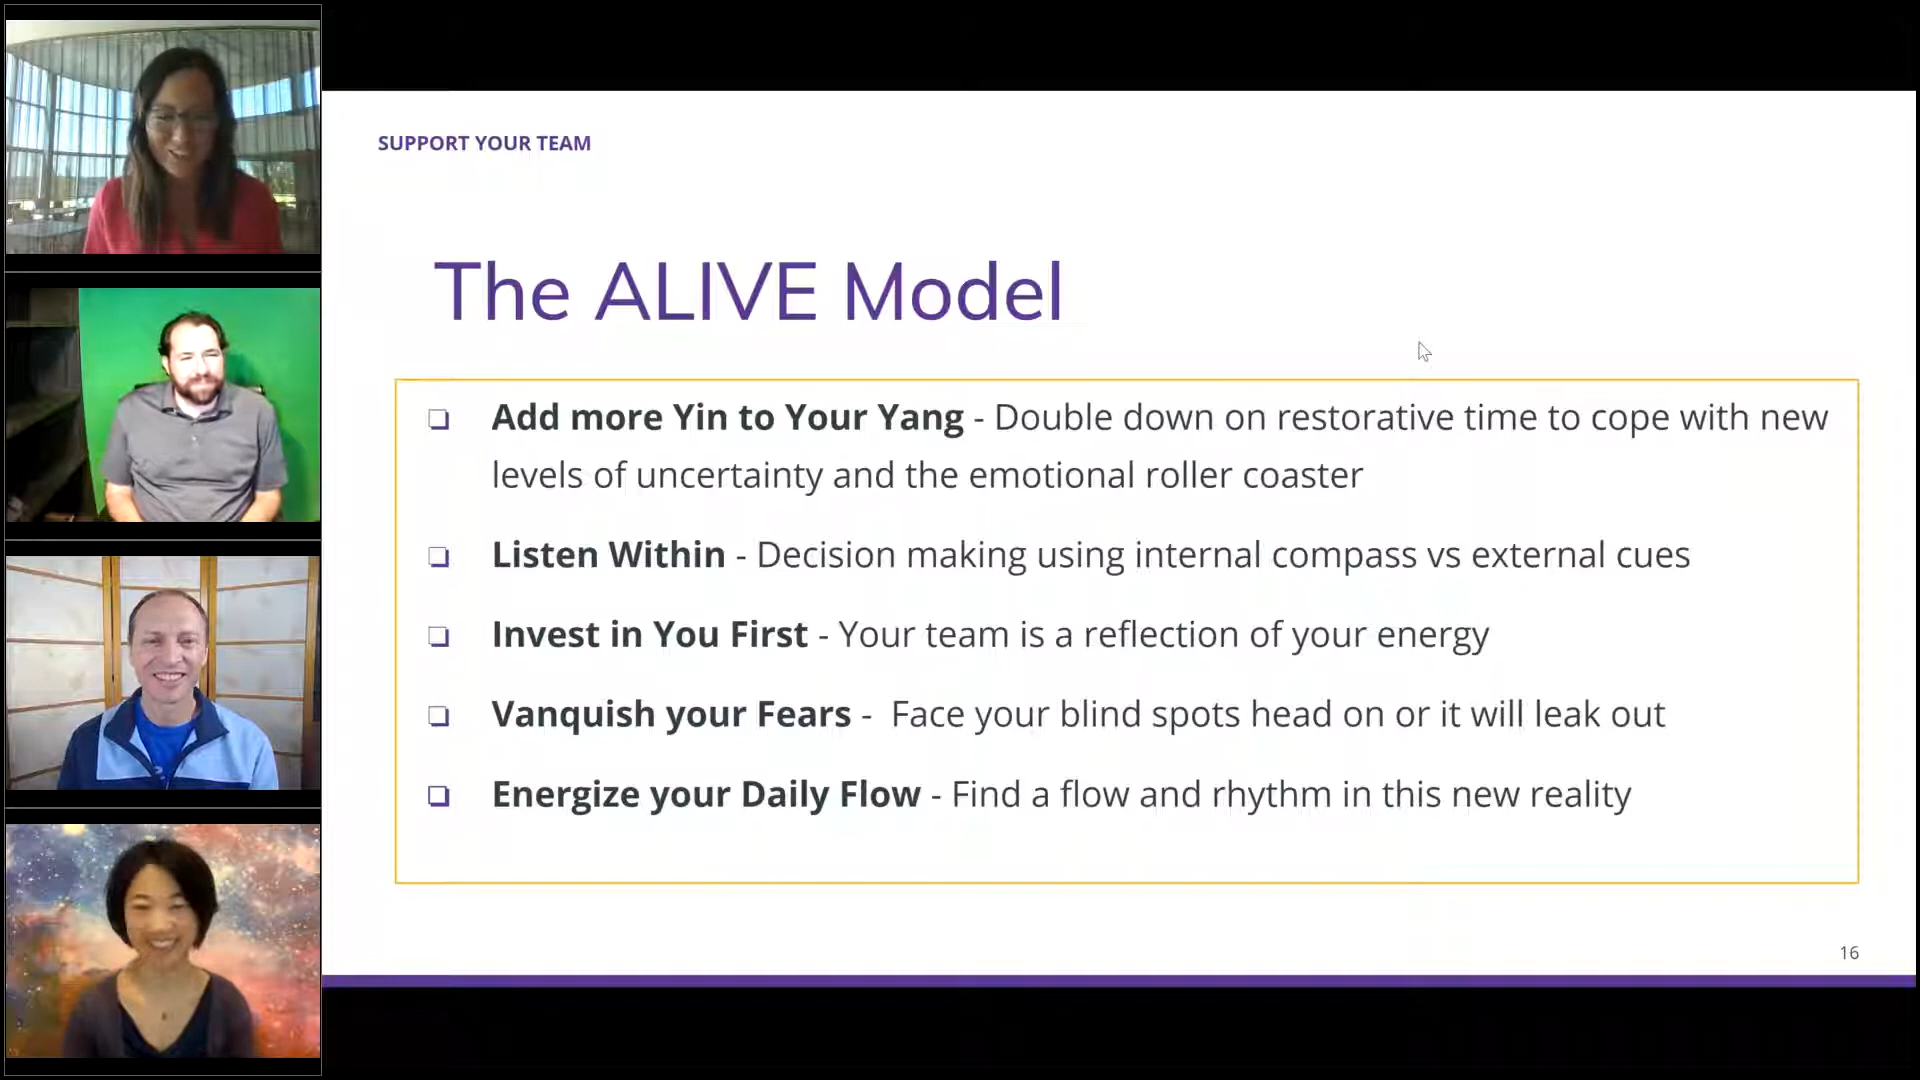 SUPPORT YOUR TEAM
The ALIVE Model
❏ Add more Yin to Your Yang - Double down on restorative time to cope with new
levels of uncertainty and the emotional roller coaster
❏ Listen Within - Decision making using internal compass vs external cues
❏ Invest in You First - Your team is a reflection of your energy
❏ Vanquish your Fears -  Face your blind spots head on or it will leak out
❏ Energize your Daily Flow - Find a flow and rhythm in this new reality
16